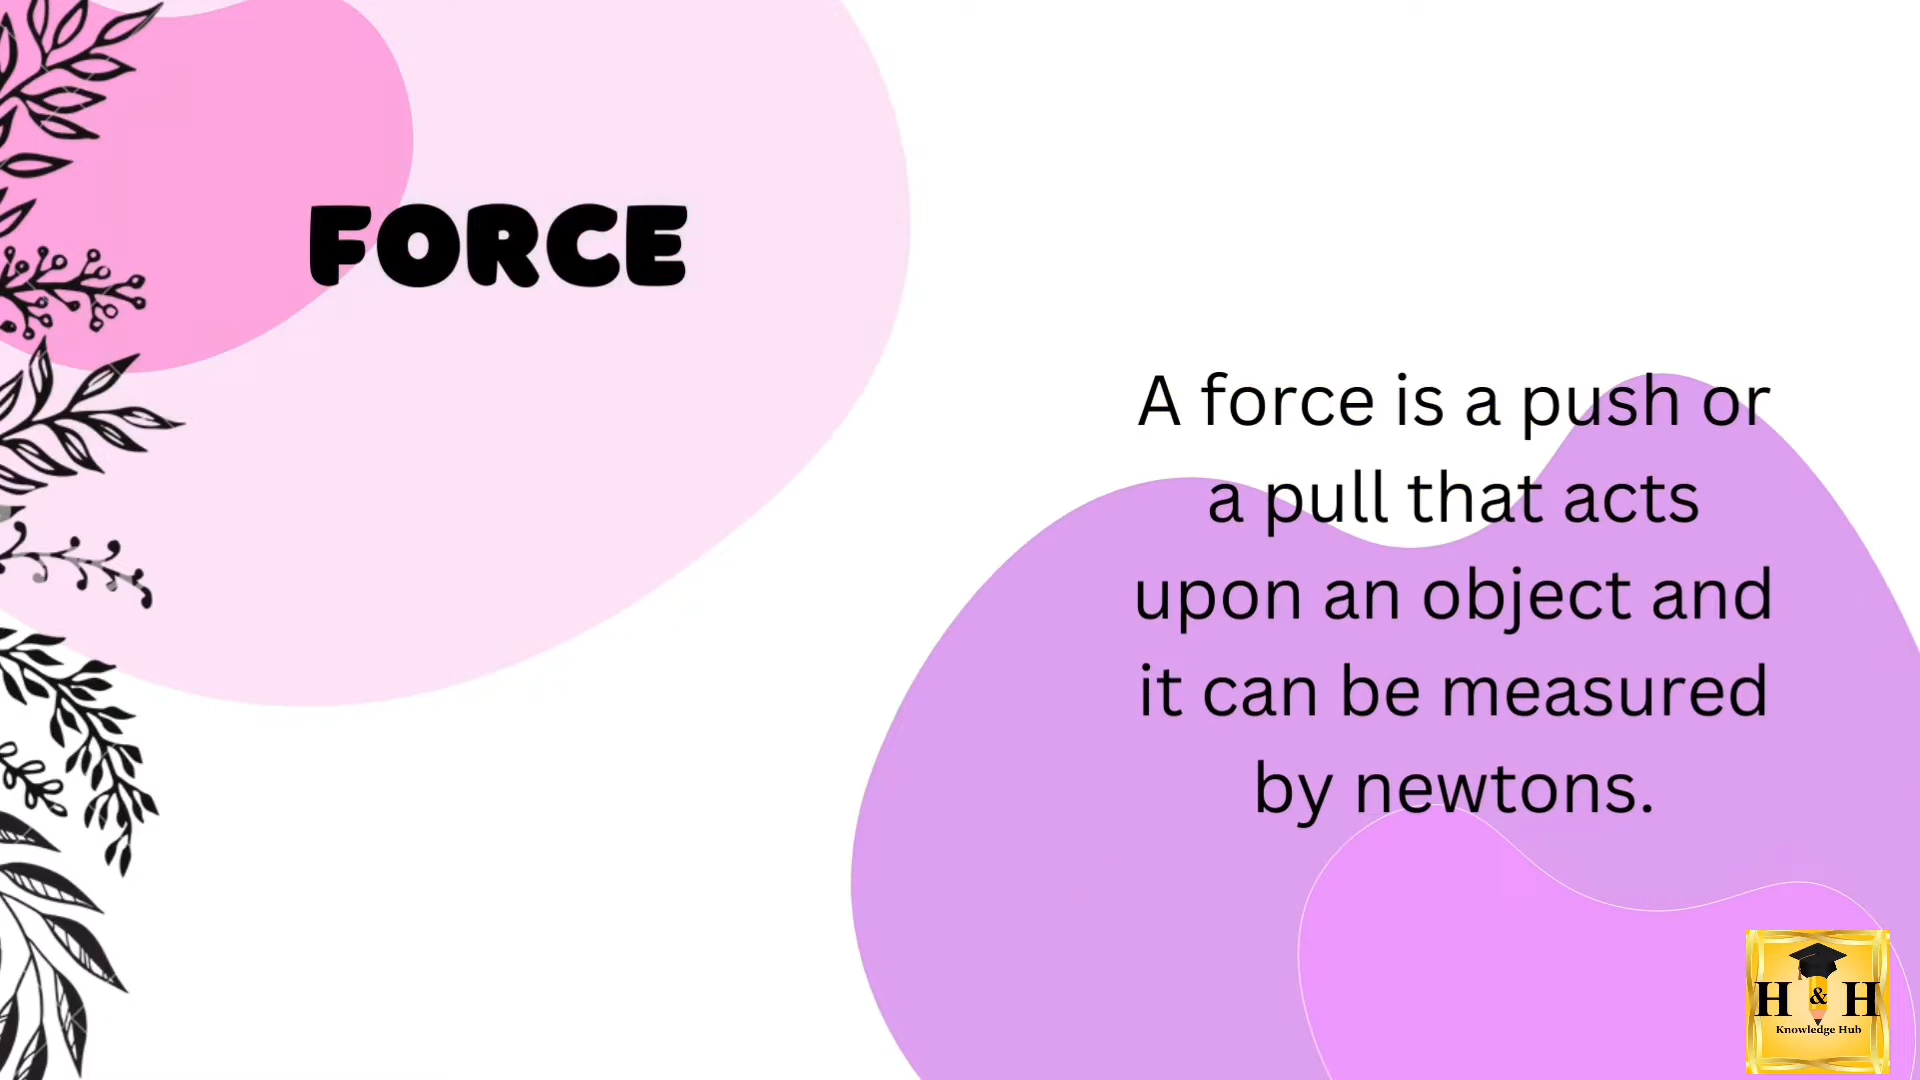 FORCE
A force is a push or
a pull that acts
upon an object and
it can be measured
by newtons.
H & H
Knowledge Hub